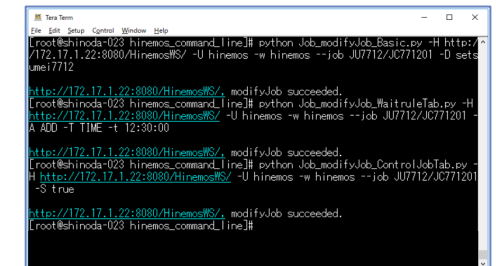 Tera Term
File Edit Setup Control Window Help
[root@shinoda-023 hinemos_command_line]# python Job_modifyJob_Basic.py -H http:/
/172.17.1.22:8080/HinemosWS/ -U hinemos -w hinemos --job JU7712/JC771201 -D sets
umei7712
http://172.17.1.22:8080/HinemosWS/, modifyJob succeeded.
[root@shinoda-023 hinemos_command_line]# python Job_modifyJob_WaitruleTab.py -H
http://172.17.1.22:8080/HinemosWS/ -U hinemos -w hinemos --job JU7712/JC771201 -
A ADD -T TIME -t 12:30:00
http://172.17.1.22:8080/HinemosWS/, modifyJob succeeded.
[root@shinoda-023 hinemos_command_line]# python Job_modifyJob_ControlJobTab.py -
H http://172.17.1.22:8080/HinemosWS/ -U hinemos -w hinemos --job JU7712/JC771201
-S true
http://172.17.1.22:8080/HinemosWS/, modifyJob succeeded.
[root@shinoda-023 hinemos_command_line]#